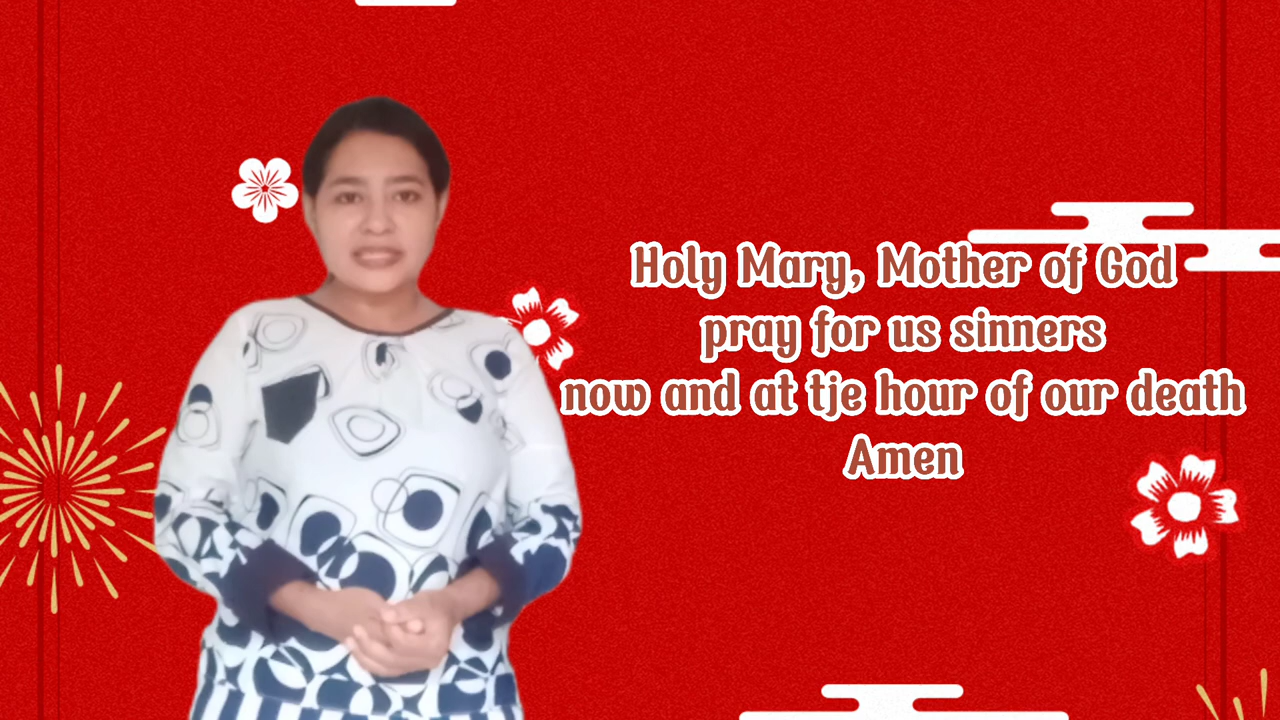 Holy Mary, Mother of God
pray for us sinners
now and at tje hour of our death
Amen